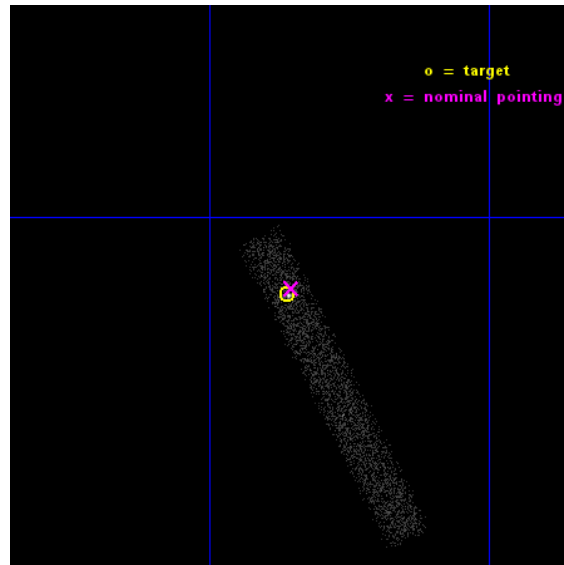 o = target
x = nominal pointing